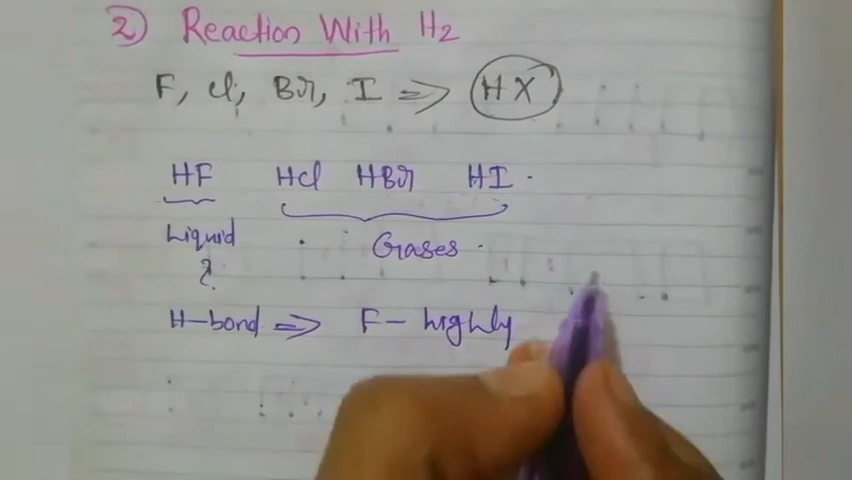 2) Reaction With H2
F, Cl, Br, I => HX
HF HCl HBr HI .
Liquid Gases
?
H-bond => F - highly